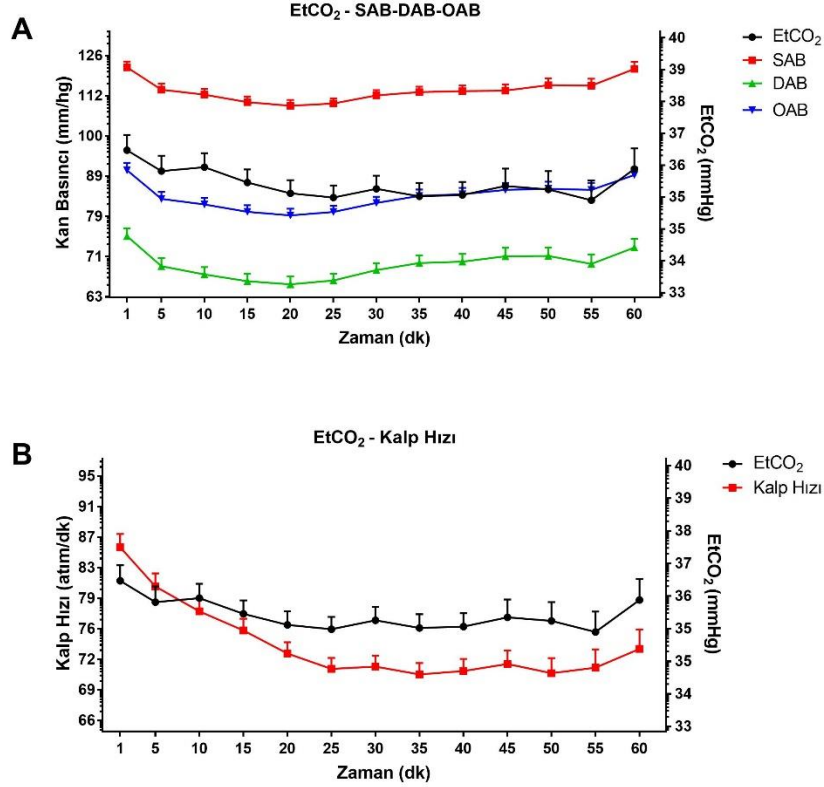 A
EtCO₂ - SAB-DAB-OAB
Kan Basıncı (mm/hg)
126
112
100
89
79
71
63
EtCO₂ (mmHg)
40
39
38
37
36
35
35
34
33
1 5 10 15 20 25 30 35 40 45 50 55 60
Zaman (dk)
EtCO₂
SAB
DAB
OAB
B
EtCO₂ - Kalp Hızı
Kalp Hızı (atım/dk)
95
91
87
83
79
76
72
69
66
EtCO₂ (mmHg)
40
39
38
37
36
35
34
34
33
1 5 10 15 20 25 30 35 40 45 50 55 60
Zaman (dk)
EtCO₂
Kalp Hızı